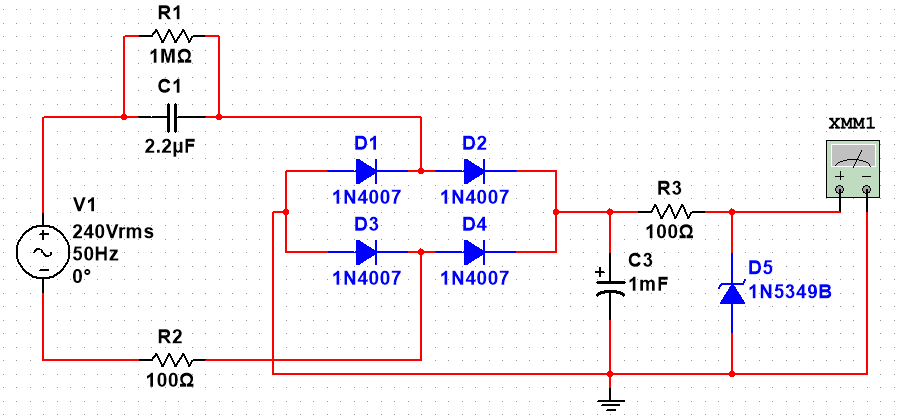 R1
1MΩ
C1
2.2µF
XMM1
D1
1N4007
D2
1N4007
R3
100Ω
V1
240Vrms
50Hz
0°
D3
1N4007
D4
1N4007
C3
1mF
D5
1N5349B
R2
100Ω